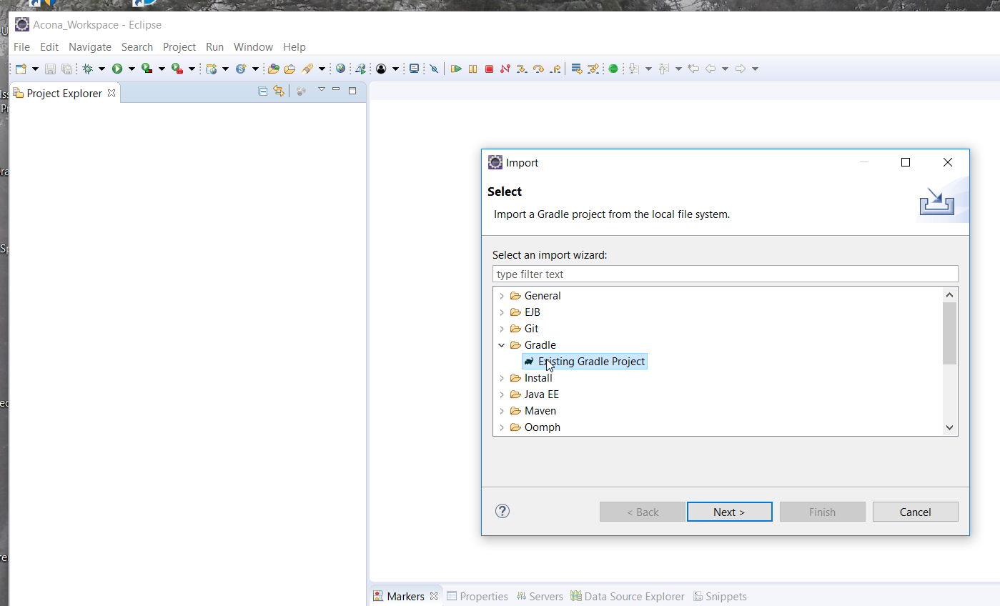 Acona_Workspace - Eclipse
File Edit Navigate Search Project Run Window Help
Project Explorer
Import
Select
Import a Gradle project from the local file system.
Select an import wizard:
type filter text
General
EJB
Git
Gradle
Existing Gradle Project
Install
Java EE
Maven
Oomph
< Back Next > Finish Cancel
Markers Properties Servers Data Source Explorer Snippets